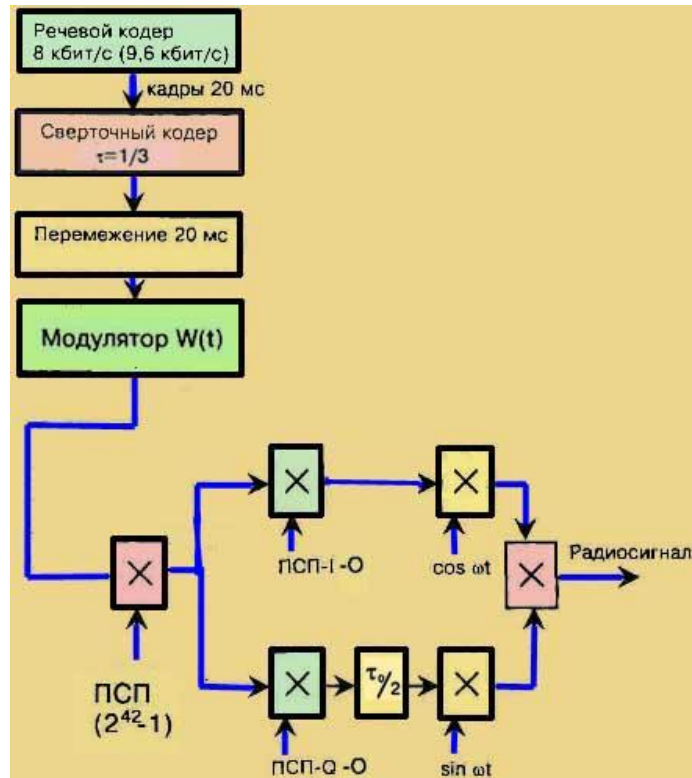 Речевой кодер
8 кбит/с (9,6 кбит/с)
кадры 20 мс
Сверточный кодер
τ=1/3
Перемежение 20 мс
Модулятор W(t)
×
×
ПСП-I -O
cos ωt
×
Радиосигнал
×
ПСП
(2⁴²-1)
×
τ₀/2
×
ПСП-Q -O
sin ωt